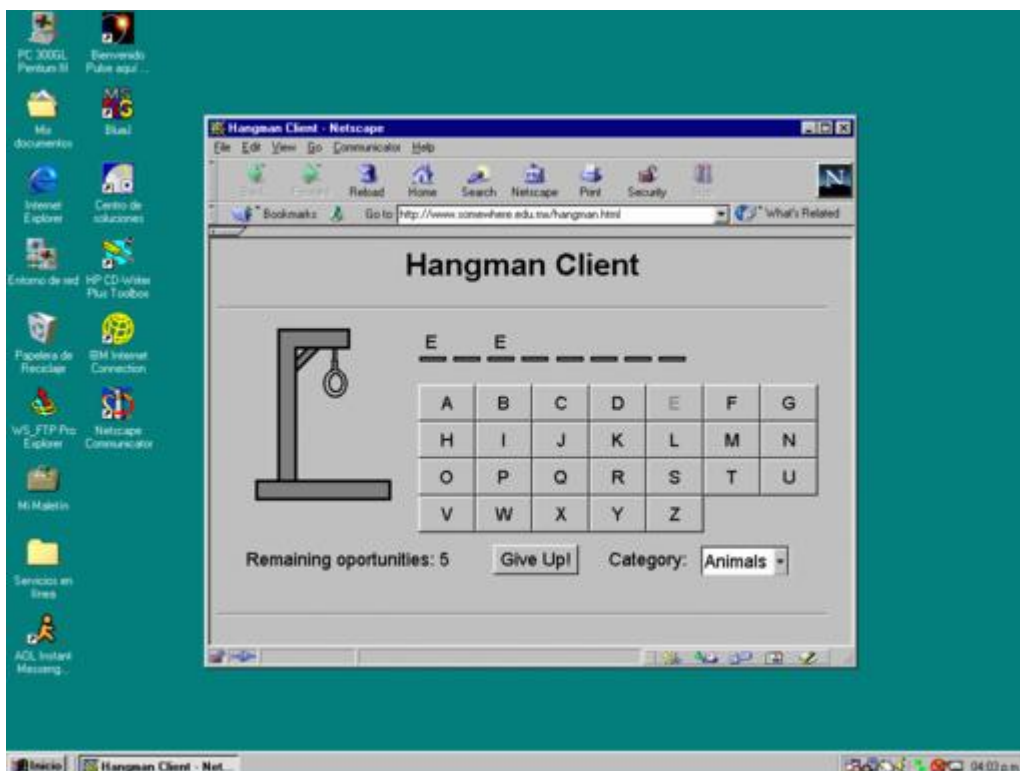 PC 300GL
Pentium III
Bienvenido
Pulse aquí ...
Mis
documentos
BlueJ
Internet
Explorer
Centro de
soluciones
Entorno de red
HP CD-Writer
Plus Toolbox
Papelera de
Reciclaje
IBM Internet
Connection
WS_FTP Pro
Explorer
Netscape
Communicator
Mi Maletín
Servicios en
línea
AOL Instant
Messeng...
Hangman Client - Netscape
File Edit View Go Communicator Help
Reload Home Search Netscape Print Security
N
Bookmarks Go to http://www.somewhere.edu.mx/hangman.html What's Related
Hangman Client
E E
A B C D E F G
H I J K L M N
O P Q R S T U
V W X Y Z
Remaining oportunities: 5 Give Up! Category: Animals
Inicio Hangman Client - Net... 04:03 p.m.